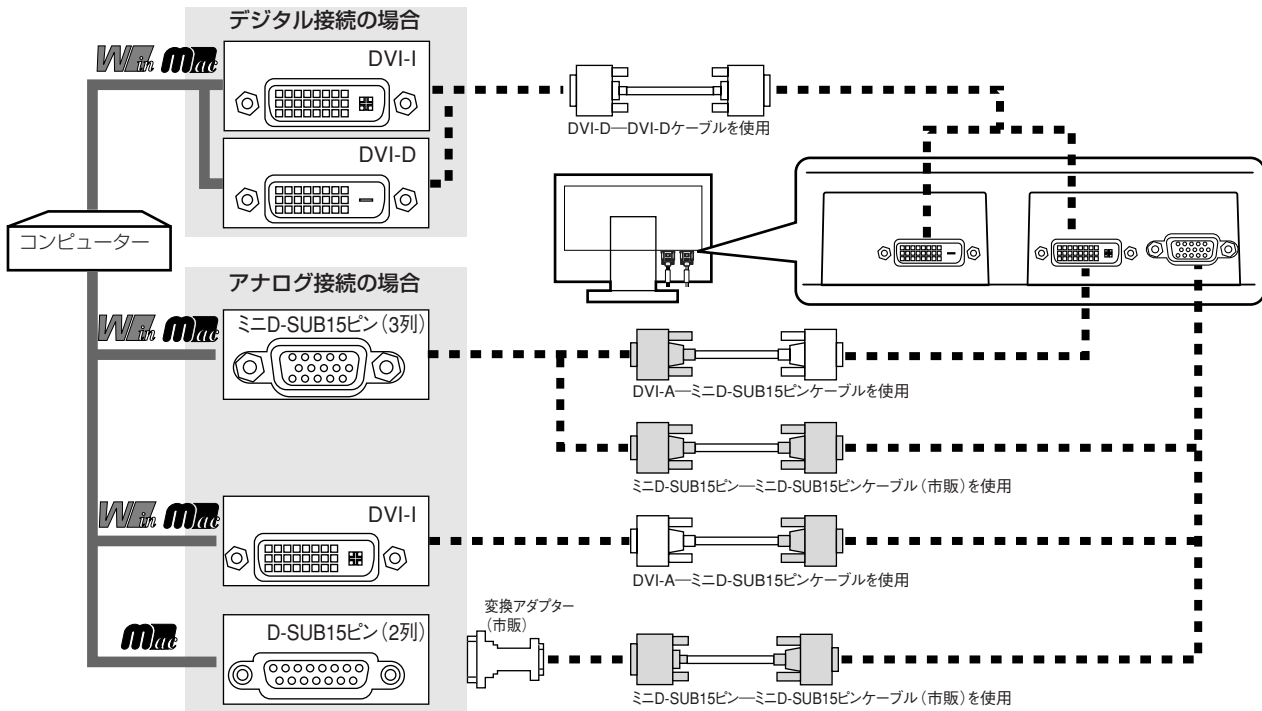 デジタル接続の場合
Win Mac
DVI-I
DVI-D—DVI-Dケーブルを使用
DVI-D
コンピューター
アナログ接続の場合
Win Mac
ミニD-SUB15ピン（3列）
DVI-A—ミニD-SUB15ピンケーブルを使用
ミニD-SUB15ピン—ミニD-SUB15ピンケーブル（市販）を使用
Win Mac
DVI-I
DVI-A—ミニD-SUB15ピンケーブルを使用
Mac
D-SUB15ピン（2列）
変換アダプター
（市販）
ミニD-SUB15ピン—ミニD-SUB15ピンケーブル（市販）を使用